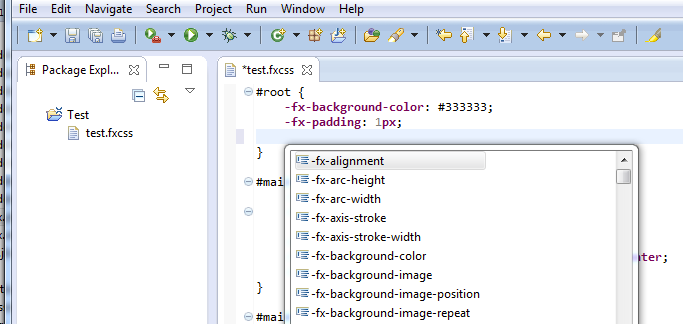 File Edit Navigate Search Project Run Window Help
Package Expl...
Test
test.fxcss
*test.fxcss
#root {
-fx-background-color: #333333;
-fx-padding: 1px;
}
#mai
-fx-alignment
-fx-arc-height
-fx-arc-width
-fx-axis-stroke
-fx-axis-stroke-width
-fx-background-color
ter;
-fx-background-image
}
-fx-background-image-position
#mai
-fx-background-image-repeat